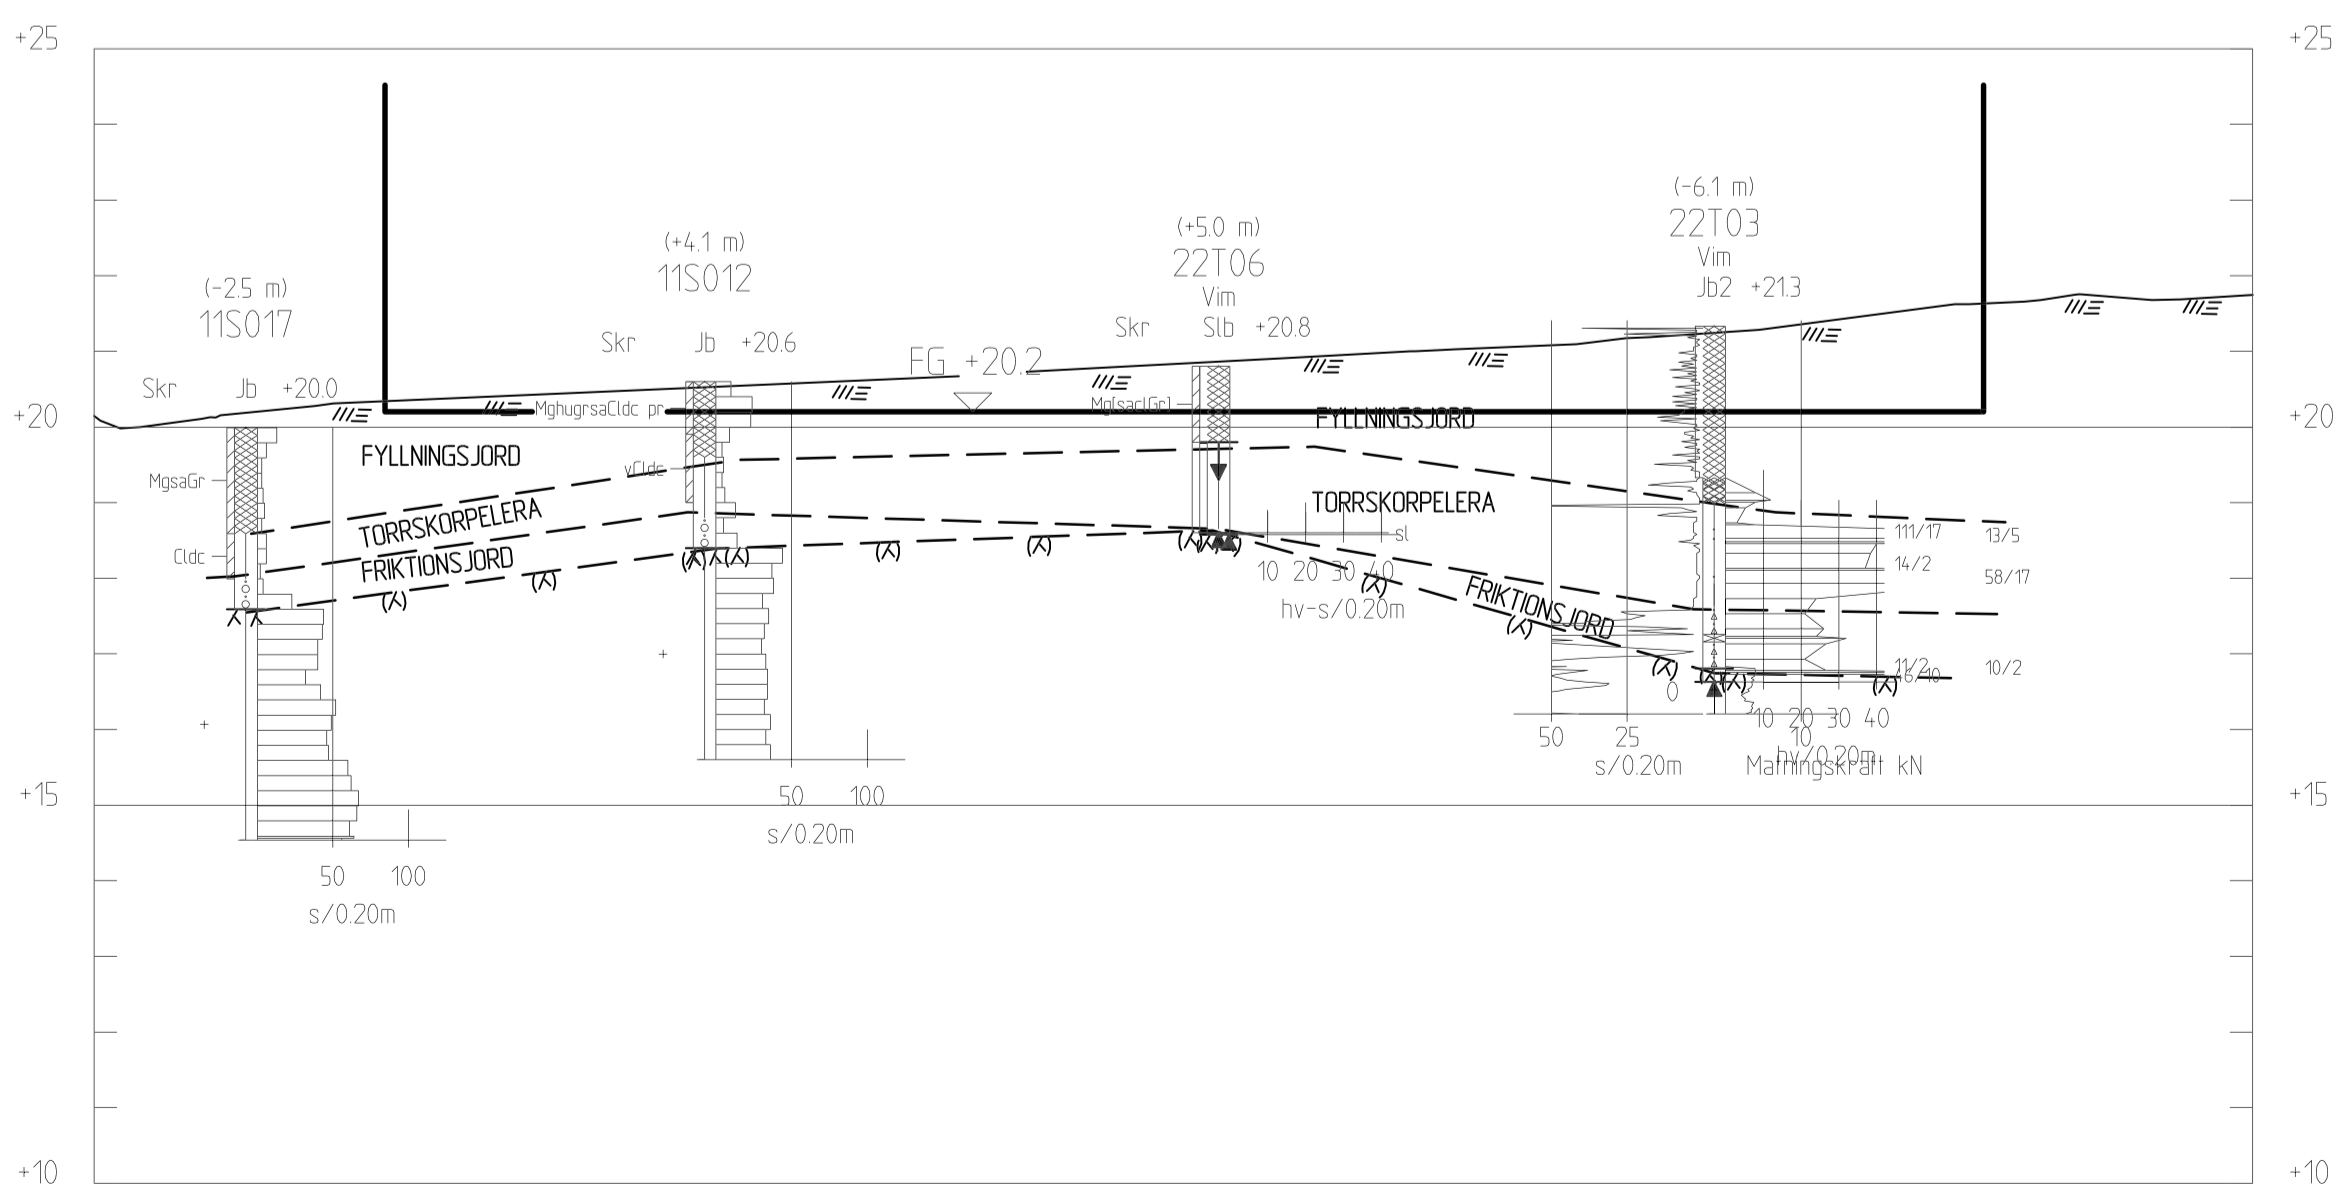 +25
+25
(-6.1 m)
22T03
Vim
Jb2 +21.3
(+5.0 m)
22T06
Vim
Skr Slb +20.8
(+4.1 m)
11S012
Skr Jb +20.6
(-2.5 m)
11S017
Skr Jb +20.0
FG +20.2
+20
+20
MghugrsaCldc pr
Mg[saclGr]
FYLLNINGSJORD
FYLLNINGSJORD
vCldc
MgsaGr
TORRSKORPELERA
TORRSKORPELERA
Cldc
FRIKTIONSJORD
FRIKTIONSJORD
sl
10 20 30 40
hv-s/0.20m
111/17 13/5
14/2 58/17
11/2 10/2
46/10
0
10 20 30 40
50 25
10
hv/0.20m
s/0.20m
Matningskraft kN
+15
+15
50 100
s/0.20m
50 100
s/0.20m
+10
+10